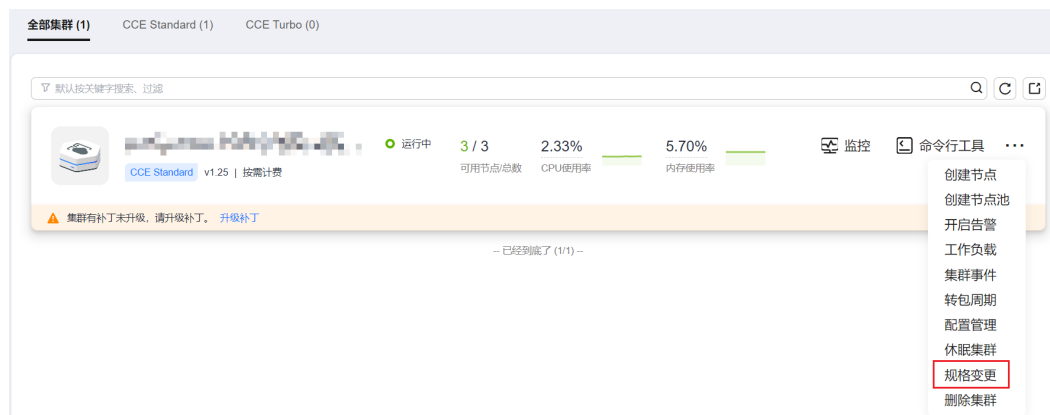 全部集群 (1) CCE Standard (1) CCE Turbo (0)
默认按关键字搜索、过滤
运行中 3 / 3 2.33% 5.70% 监控 命令行工具 ···
CCE Standard v1.25 | 按需计费 可用节点/总数 CPU使用率 内存使用率
集群有补丁未升级，请升级补丁。 升级补丁
-- 已经到底了 (1/1) --
创建节点
创建节点池
开启告警
工作负载
集群事件
转包周期
配置管理
休眠集群
规格变更
删除集群